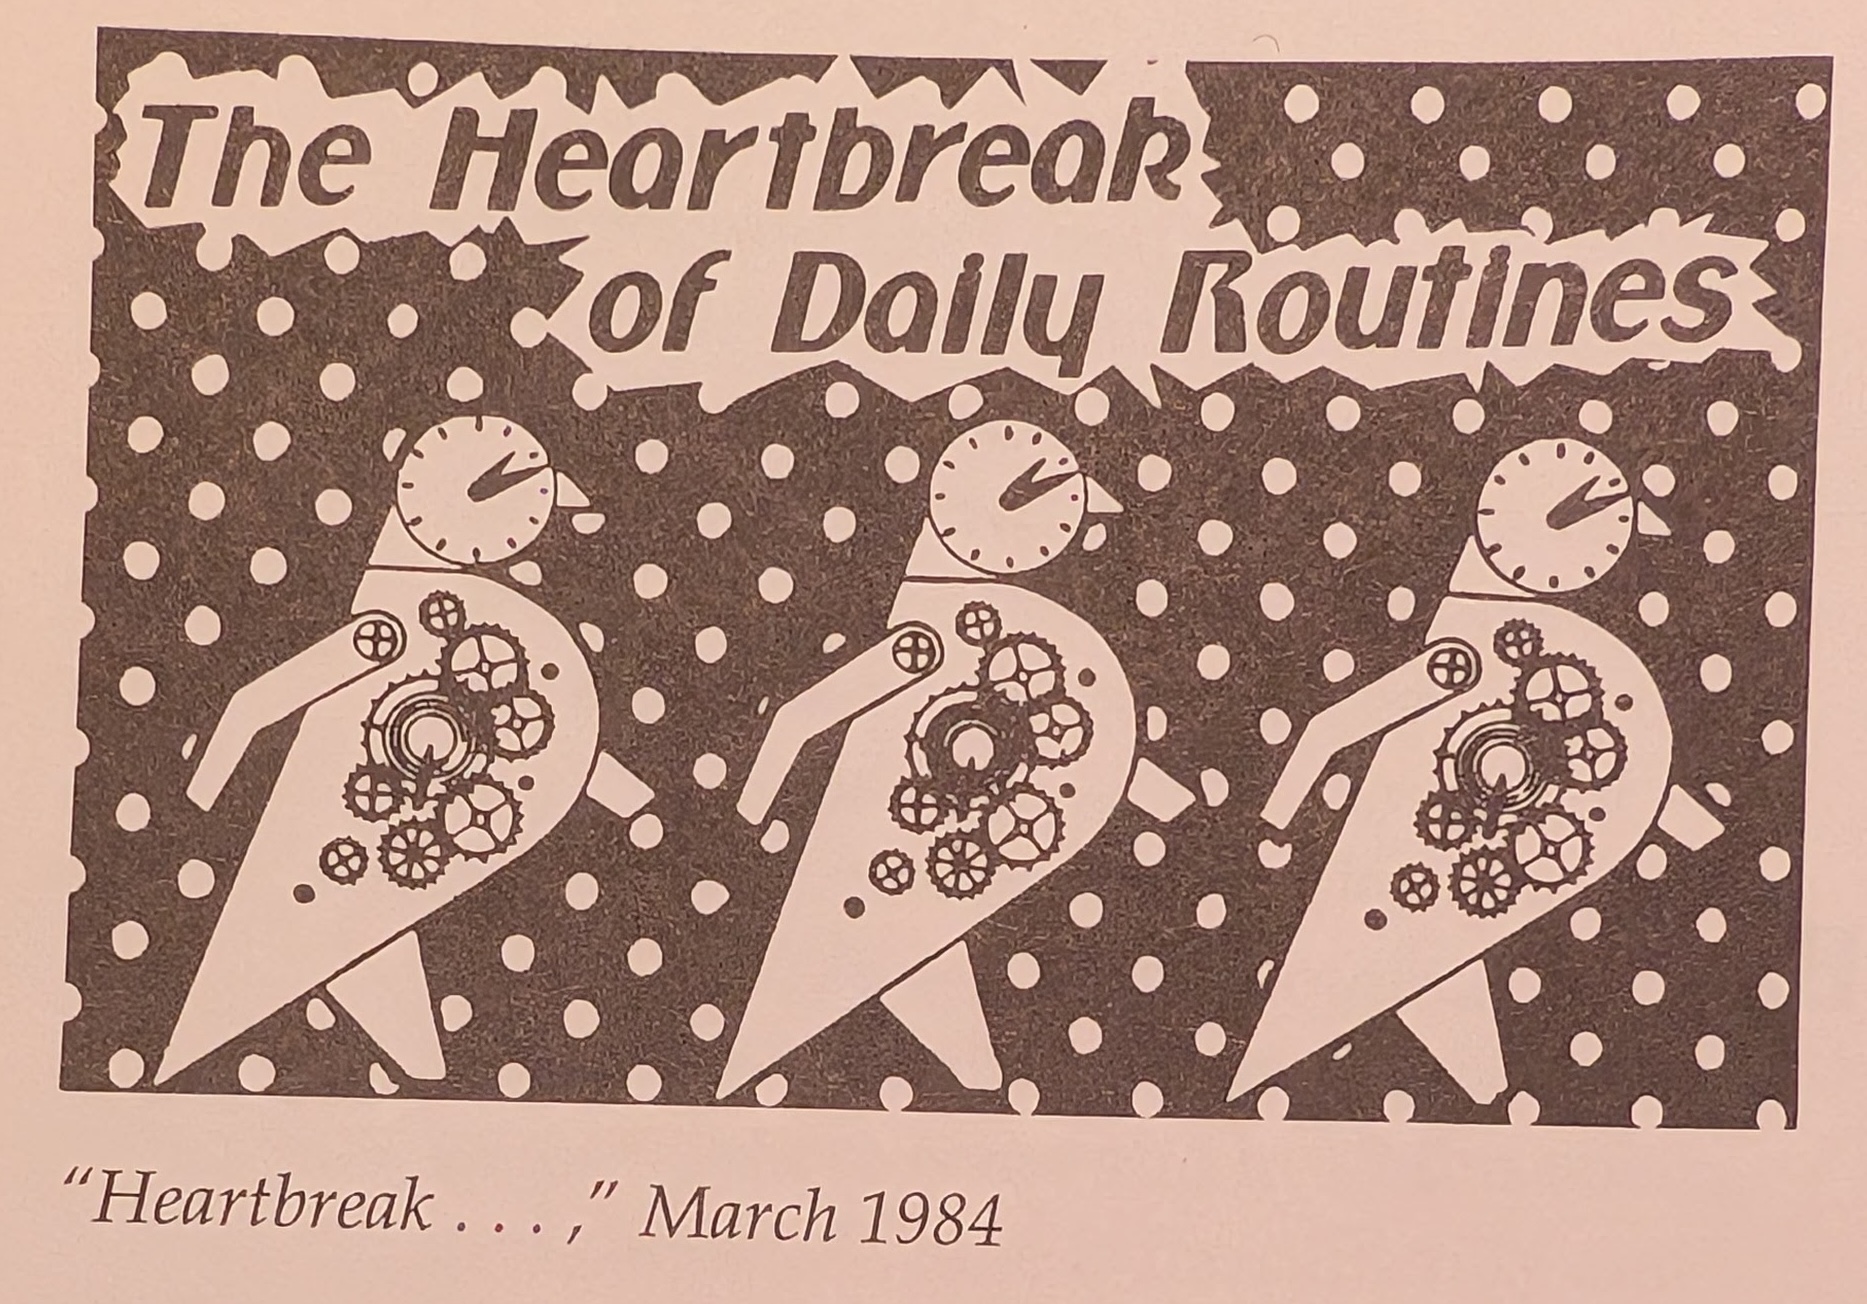 The Heartbreak
of Daily Routines
“Heartbreak . . . ,” March 1984